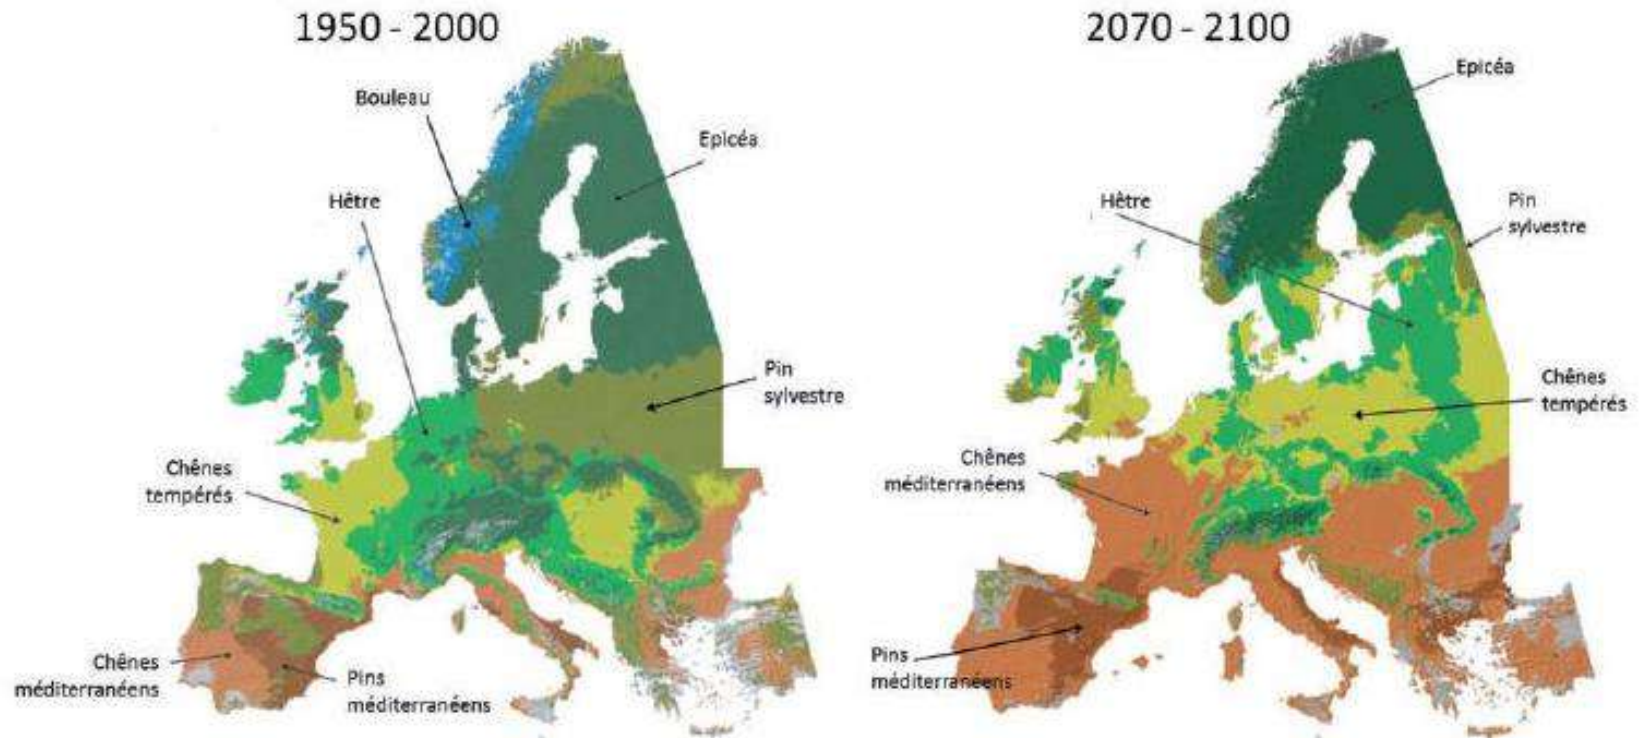 1950 - 2000
Bouleau
Epicéa
Hêtre
Pin
sylvestre
Chênes
tempérés
Chênes
méditerranéens
Pins
méditerranéens
2070 - 2100
Epicéa
Hêtre
Pin
sylvestre
Chênes
tempérés
Chênes
méditerranéens
Pins
méditerranéens